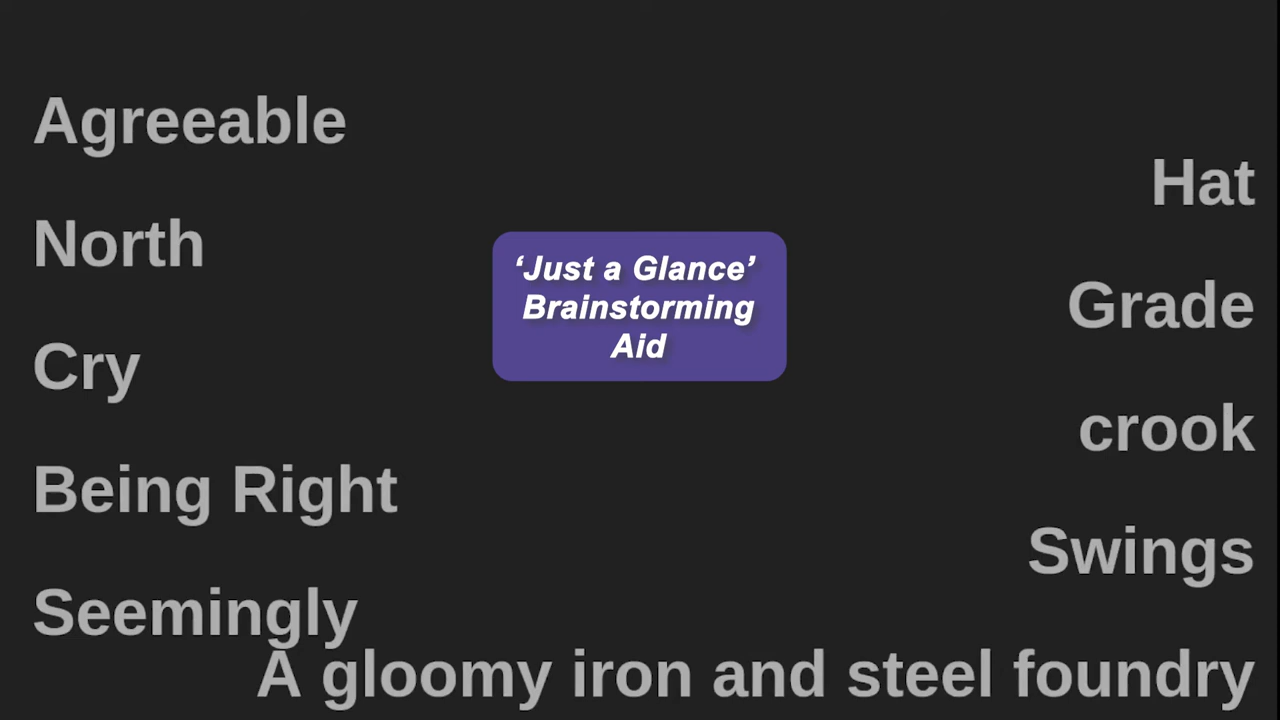 Agreeable
Hat
North
‘Just a Glance’
Brainstorming
Aid
Grade
Cry
crook
Being Right
Swings
Seemingly
A gloomy iron and steel foundry